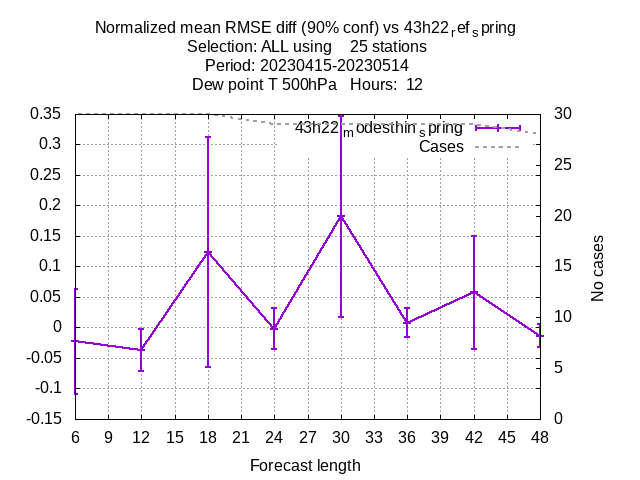 Normalized mean RMSE diff (90% conf) vs 43h22ref spring
Selection: ALL using    25 stations
Period: 20230415-20230514
Dew point T 500hPa   Hours:  12
0.35
0.3
0.25
0.2
0.15
0.1
0.05
0
-0.05
-0.1
-0.15
43h22modesthinspring
Cases
30
25
20
15
10
5
0
No cases
6 9 12 15 18 21 24 27 30 33 36 39 42 45 48
Forecast length